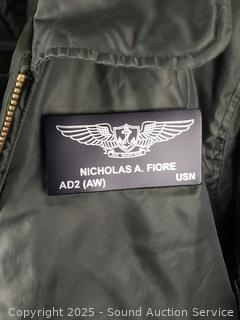 NICHOLAS A. FIORE
AD2 (AW) USN
Copyright © 2025 - Sound Auction Service